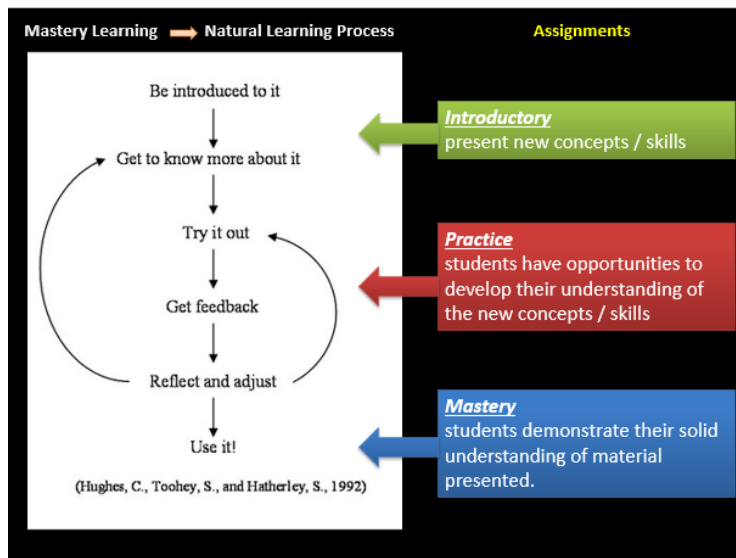 Mastery Learning Natural Learning Process
Assignments
Be introduced to it
Get to know more about it
Try it out
Get feedback
Reflect and adjust
Use it!
(Hughes, C., Toohey, S., and Hatherley, S., 1992)
Introductory
present new concepts / skills
Practice
students have opportunities to
develop their understanding of
the new concepts / skills
Mastery
students demonstrate their solid
understanding of material
presented.